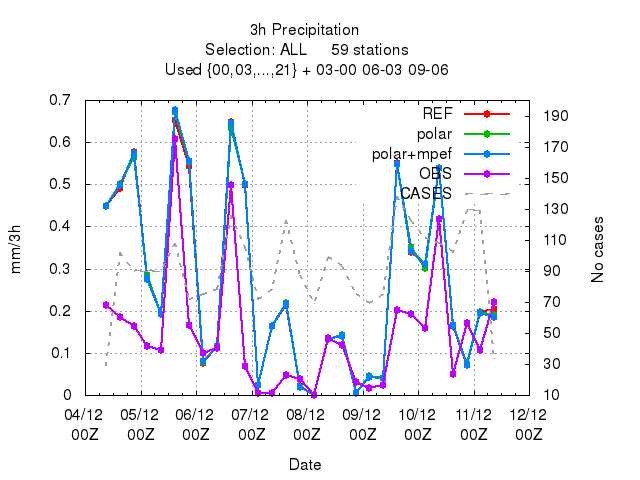 3h Precipitation
Selection: ALL 59 stations
Used {00,03,...,21} + 03-00 06-03 09-06
0.7
0.6
0.5
0.4
0.3
0.2
0.1
0
mm/3h
REF
polar
polar+mpef
OBS
CASES
190
170
150
130
110
90
70
50
30
10
No cases
04/12 05/12 06/12 07/12 08/12 09/12 10/12 11/12 12/12
00Z 00Z 00Z 00Z 00Z 00Z 00Z 00Z 00Z
Date